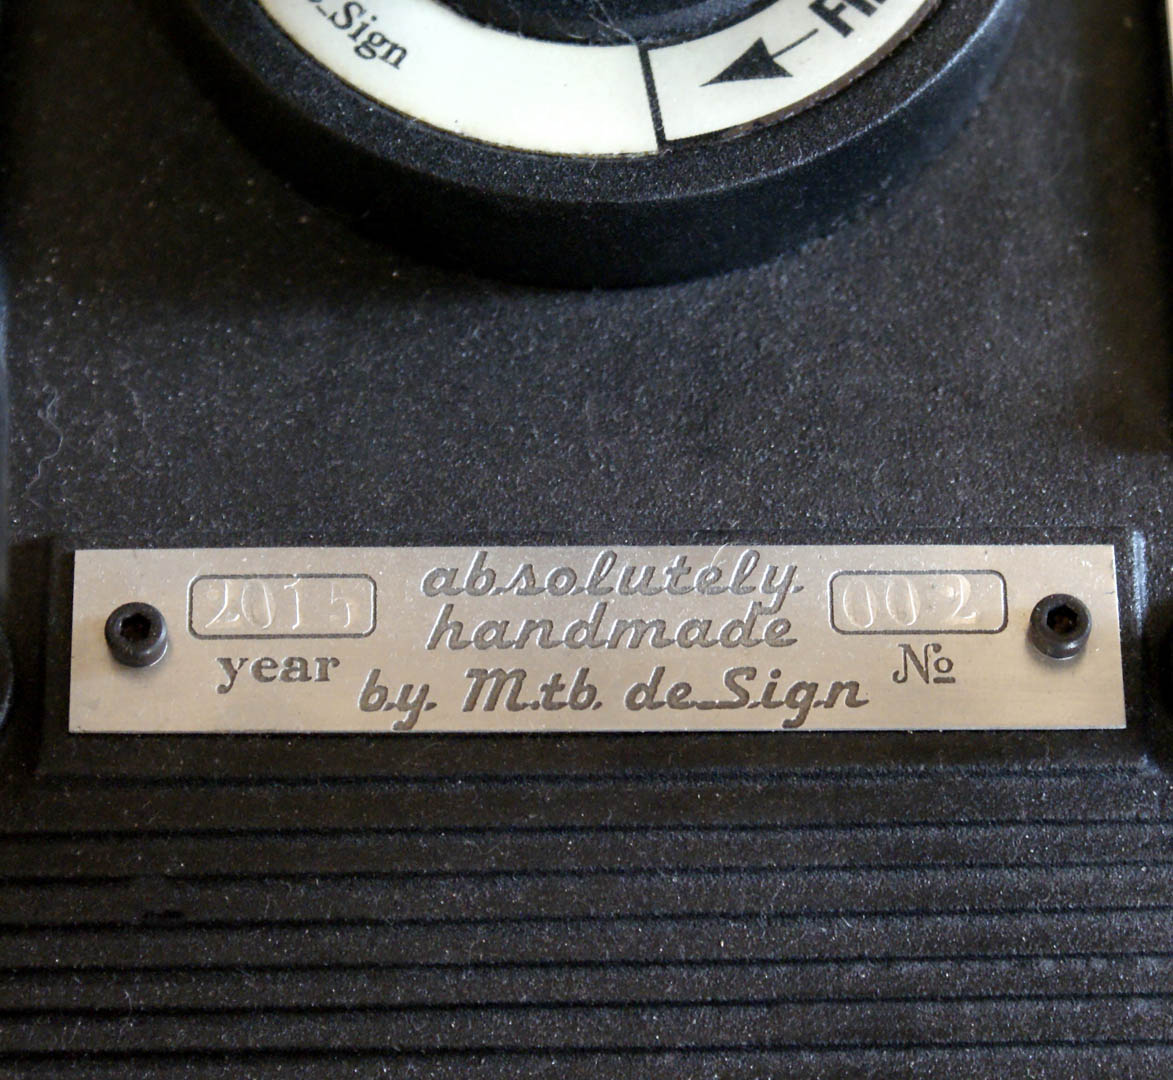 _Sign
2015
year
absolutely
handmade
by M.tb. de_Sign
002
№